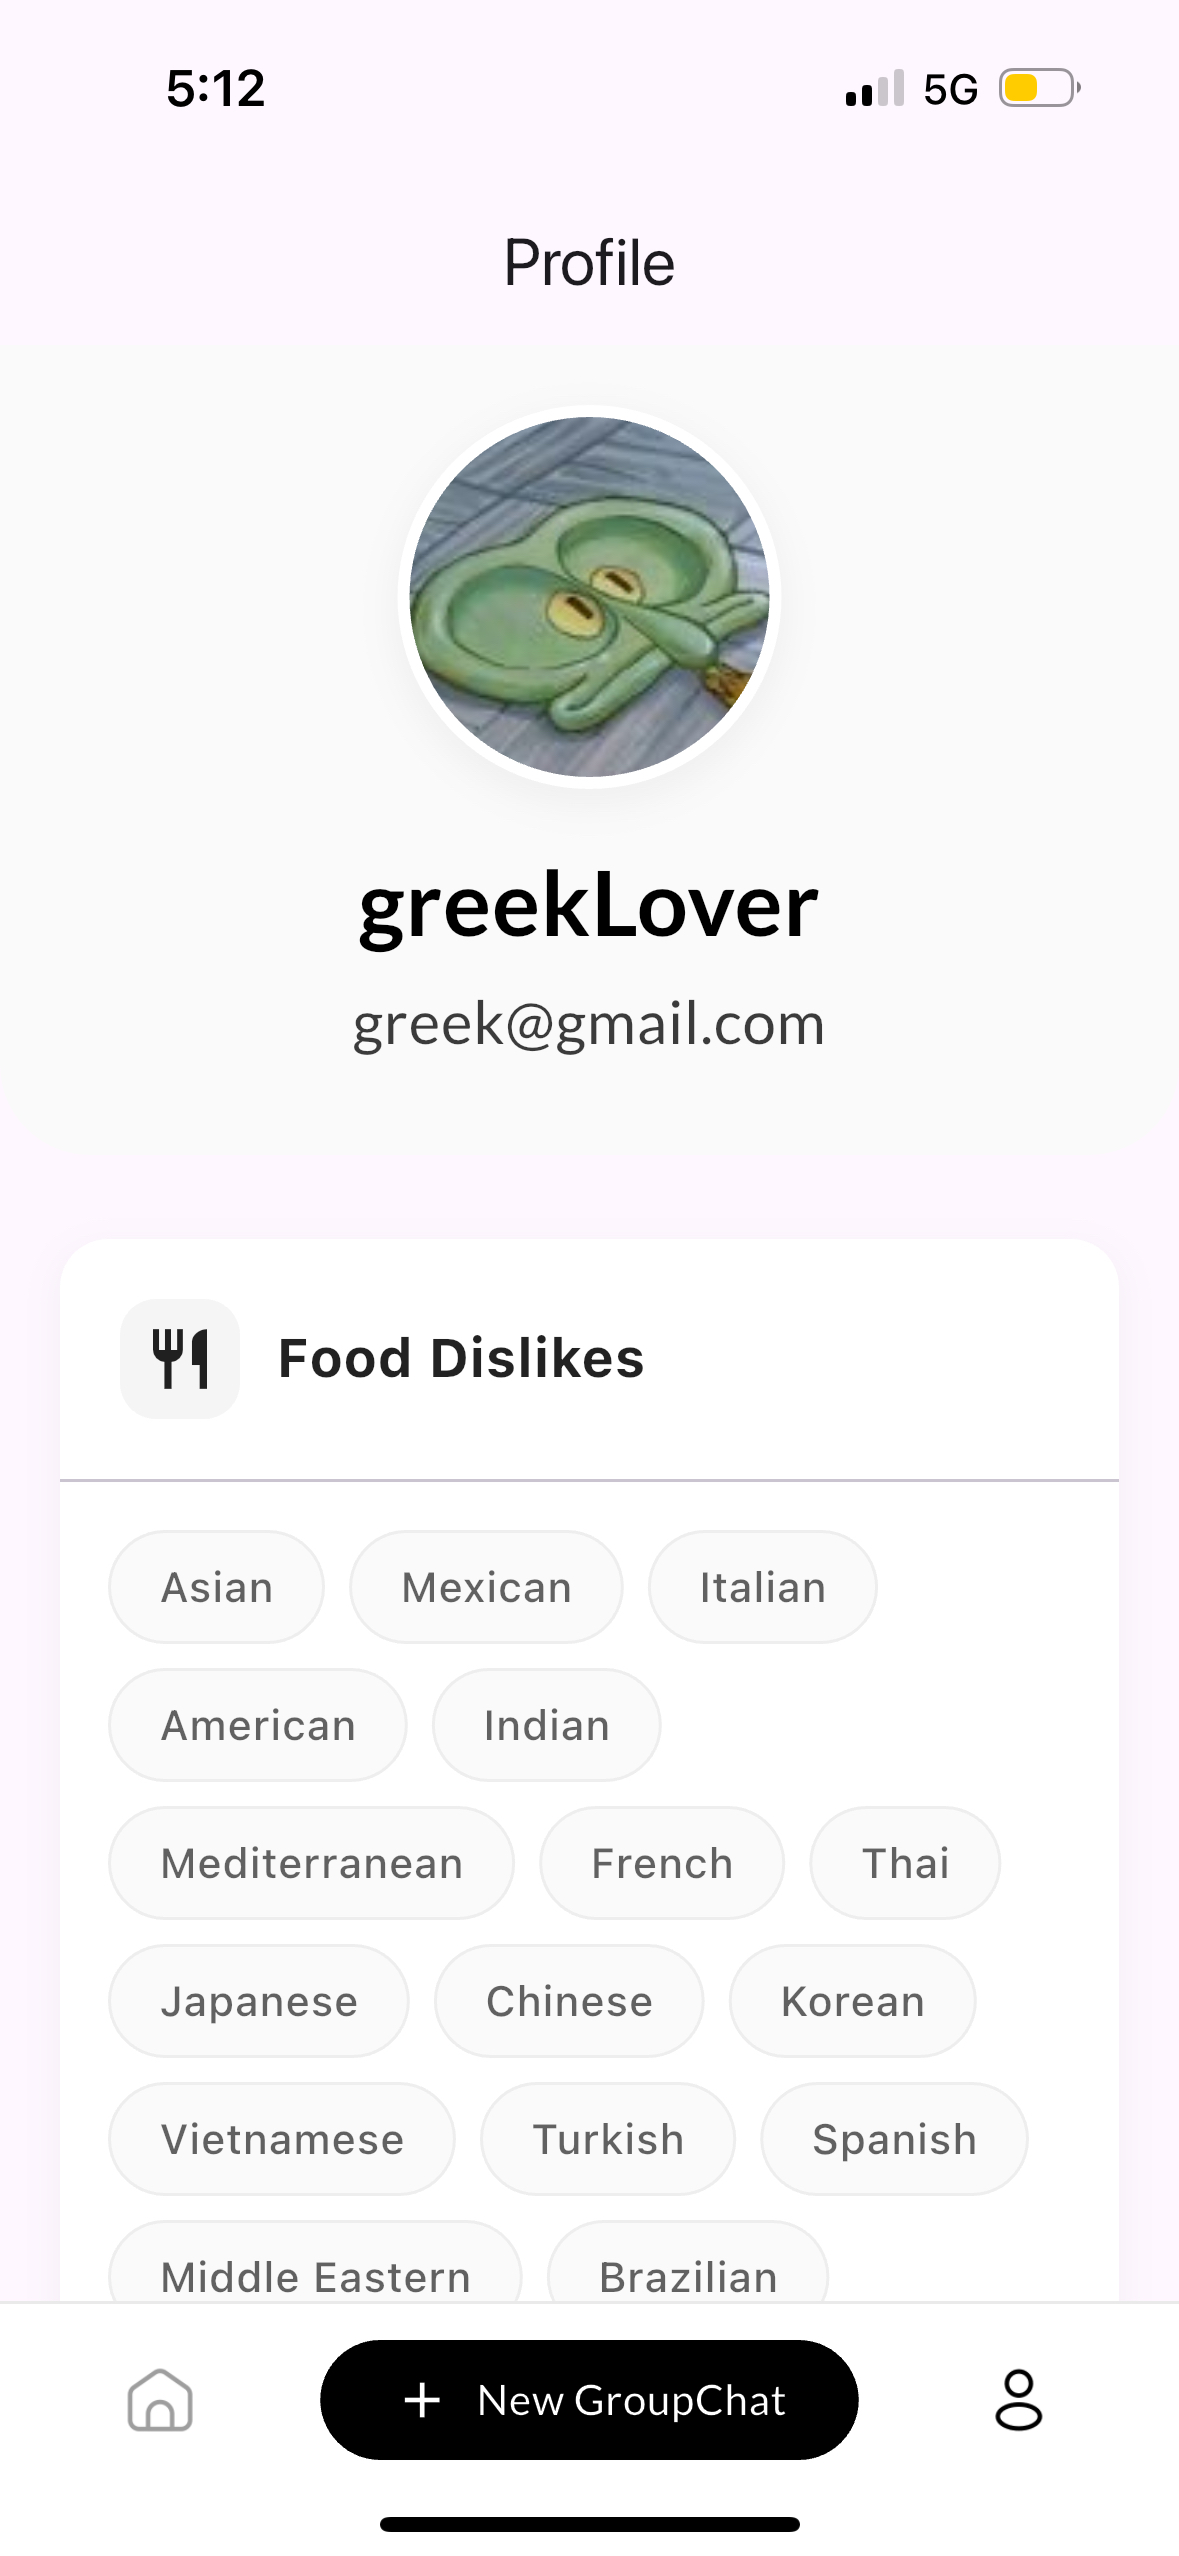 5:12 5G
Profile
greekLover
greek@gmail.com
Food Dislikes
Asian Mexican Italian
American Indian
Mediterranean French Thai
Japanese Chinese Korean
Vietnamese Turkish Spanish
Middle Eastern Brazilian
+ New GroupChat